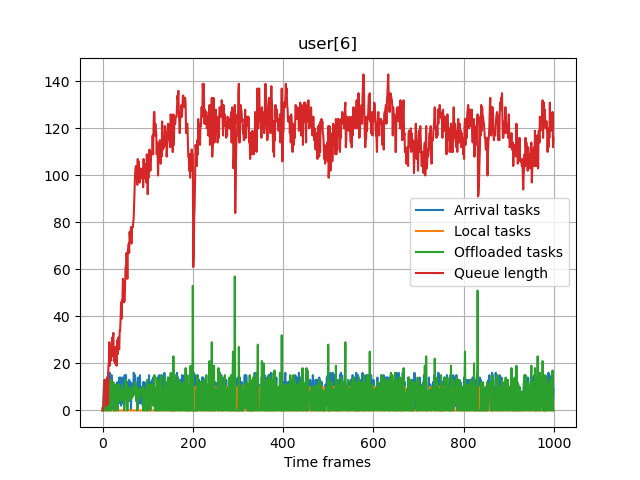 user[6]
140
120
100
80
60
40
20
0
Arrival tasks
Local tasks
Offloaded tasks
Queue length
0 200 400 600 800 1000
Time frames